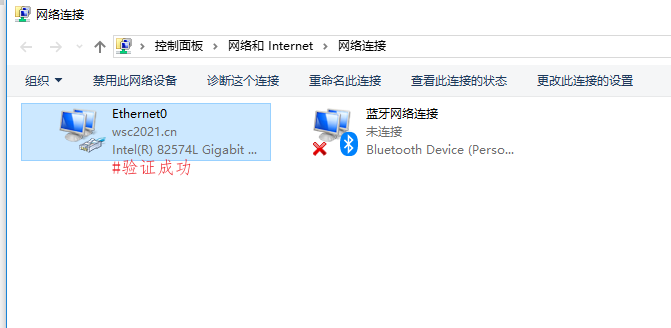 网络连接
控制面板 > 网络和 Internet > 网络连接
组织 禁用此网络设备 诊断这个连接 重命名此连接 查看此连接的状态 更改此连接的设置
Ethernet0
wsc2021.cn
Intel(R) 82574L Gigabit ...
#验证成功
蓝牙网络连接
未连接
Bluetooth Device (Perso...